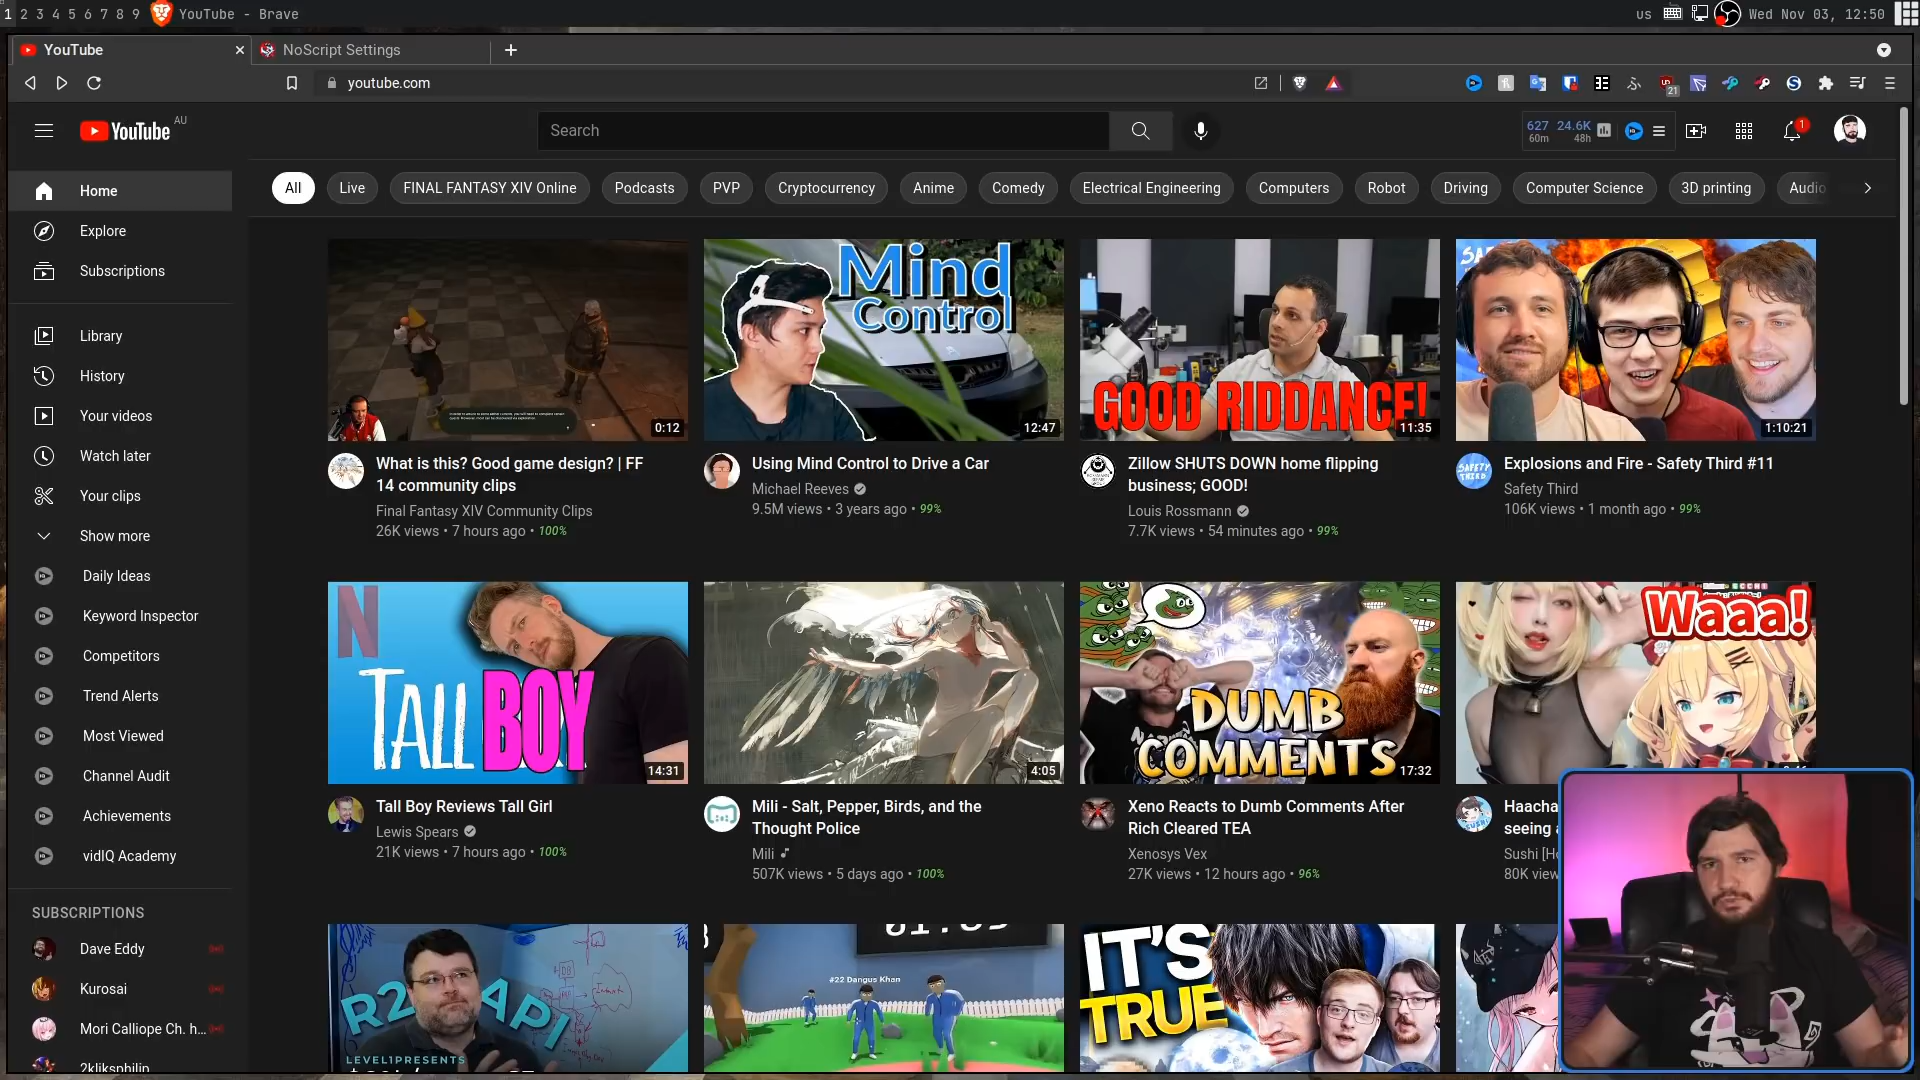 1 2 3 4 5 6 7 8 9 YouTube - Brave
us Wed Nov 03, 12:50
YouTube
NoScript Settings
youtube.com
21
YouTube AU
Search
627 24.6K
60m 48h
1
All Live FINAL FANTASY XIV Online Podcasts PVP Cryptocurrency Anime Comedy Electrical Engineering Computers Robot Driving Computer Science 3D printing Audio
Home
Explore
Subscriptions
Library
History
Your videos
Watch later
Your clips
Show more
Daily Ideas
Keyword Inspector
Competitors
Trend Alerts
Most Viewed
Channel Audit
Achievements
vidIQ Academy
SUBSCRIPTIONS
Dave Eddy
Kurosai
Mori Calliope Ch. h...
2kliksphilip
0:12
What is this? Good game design? | FF
14 community clips
Final Fantasy XIV Community Clips
26K views • 7 hours ago • 100%
Mind
Control
12:47
Using Mind Control to Drive a Car
Michael Reeves
9.5M views • 3 years ago • 99%
GOOD RIDDANCE!
11:35
Zillow SHUTS DOWN home flipping
business; GOOD!
Louis Rossmann
7.7K views • 54 minutes ago • 99%
1:10:21
SAFETY THIRD
Explosions and Fire - Safety Third #11
Safety Third
106K views • 1 month ago • 99%
N
TALL BOY
14:31
Tall Boy Reviews Tall Girl
Lewis Spears
21K views • 7 hours ago • 100%
4:05
Mili - Salt, Pepper, Birds, and the
Thought Police
Mili
507K views • 5 days ago • 100%
DUMB
COMMENTS
17:32
Xeno Reacts to Dumb Comments After
Rich Cleared TEA
Xenosys Vex
27K views • 12 hours ago • 96%
Waaa!
Haacha
seeing
Sushi [Ho
80K view
R2 API
LEVEL1PRESENTS
#22 Dangus Khan
IT'S
TRUE